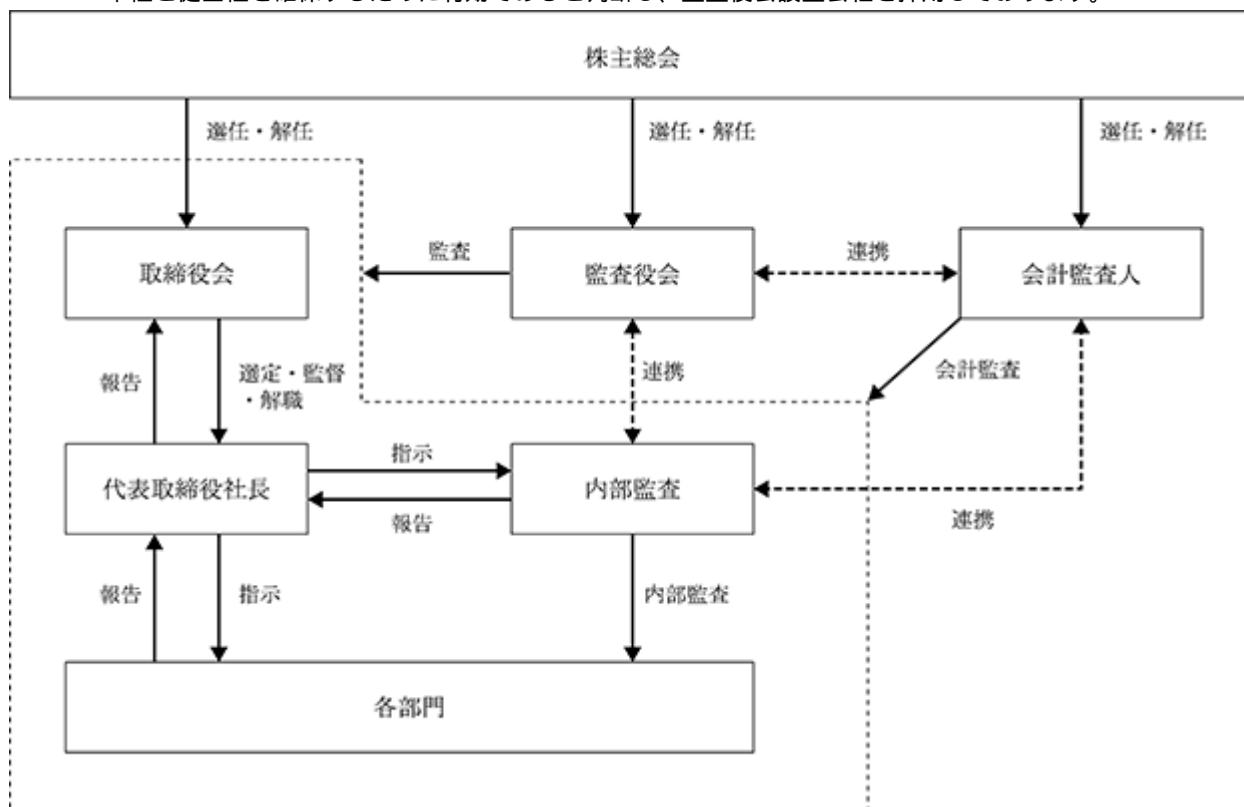 株主総会
選任・解任
選任・解任
選任・解任
取締役会
監査
監査役会
連携
会計監査人
報告
選定・監督
・解職
連携
会計監査
代表取締役社長
指示
報告
内部監査
連携
報告
指示
内部監査
各部門